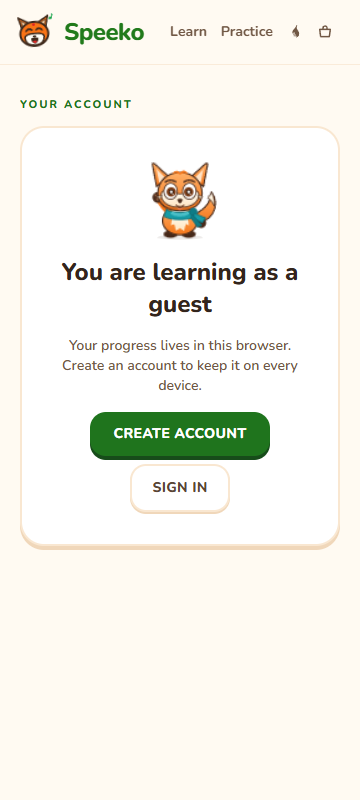 Speeko
Learn
Practice
YOUR ACCOUNT
You are learning as a
guest
Your progress lives in this browser.
Create an account to keep it on every
device.
CREATE ACCOUNT
SIGN IN